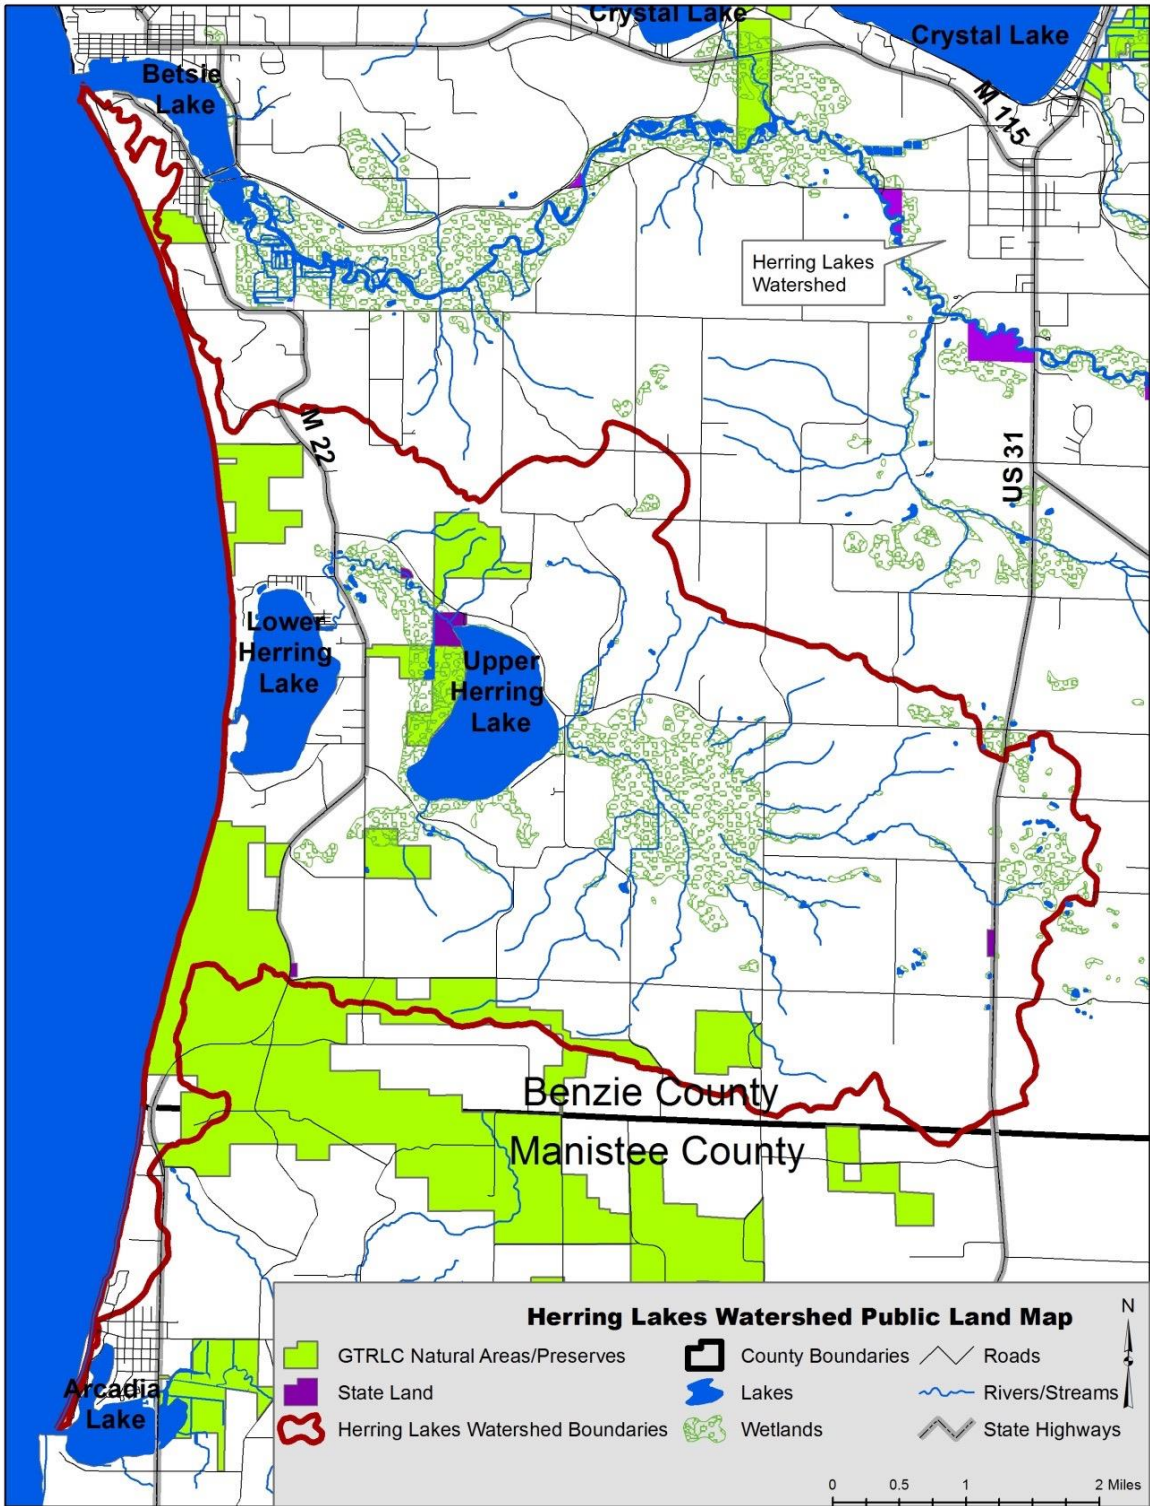 Crystal Lake
Crystal Lake
Betsie
Lake
M 115
Herring Lakes
Watershed
M 22
US 31
Lower
Herring
Lake
Upper
Herring
Lake
Benzie County
Manistee County
Arcadia
Lake
Herring Lakes Watershed Public Land Map
N
GTRLC Natural Areas/Preserves
County Boundaries
Roads
State Land
Lakes
Rivers/Streams
Herring Lakes Watershed Boundaries
Wetlands
State Highways
0 0.5 1 2 Miles